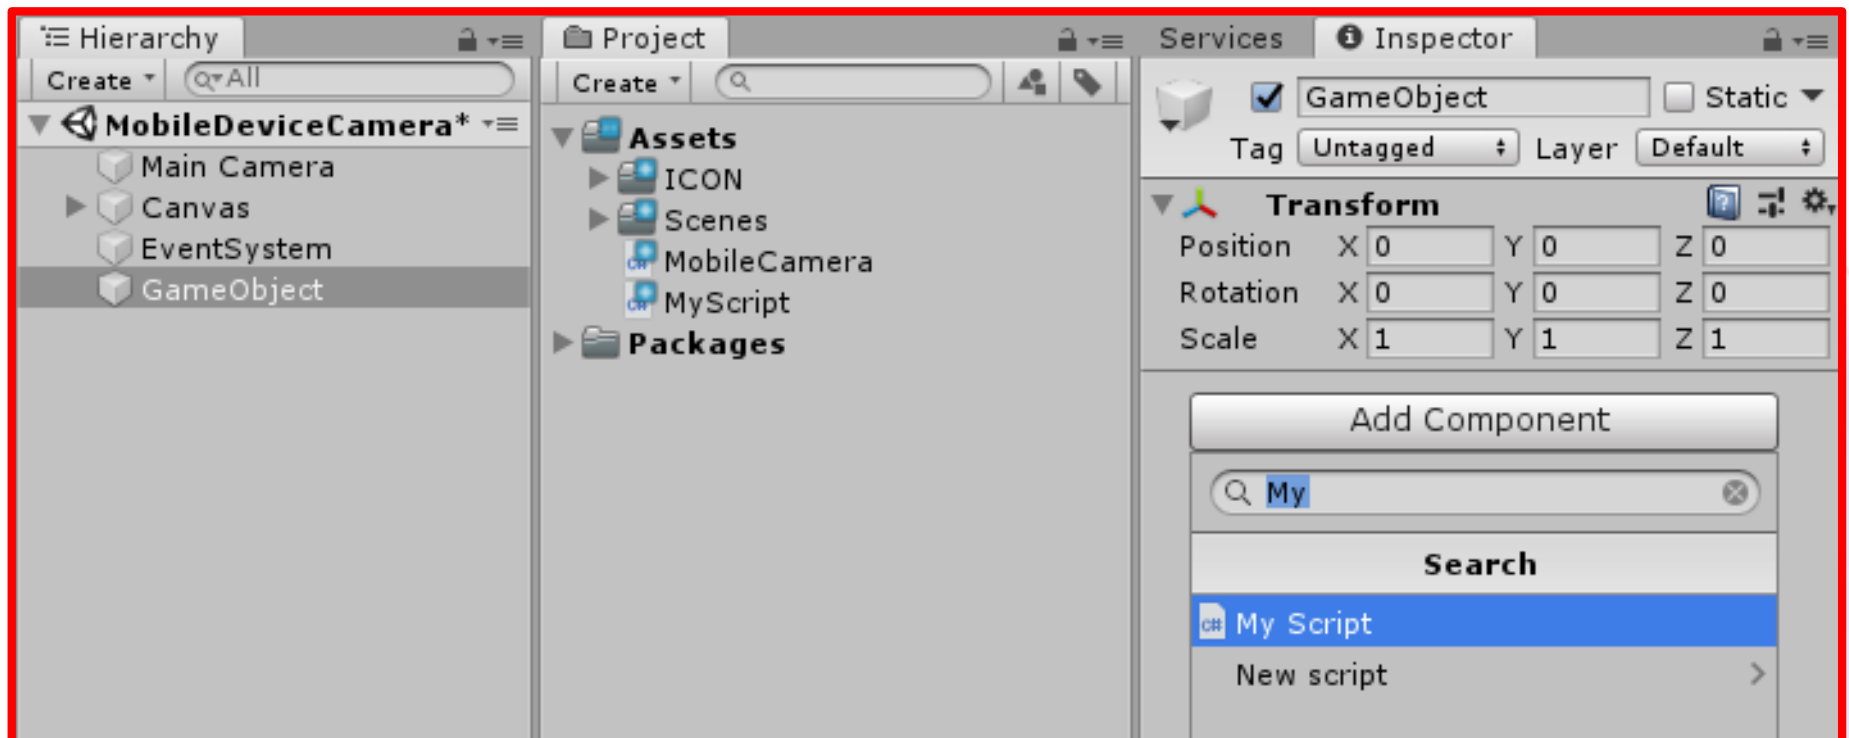 Hierarchy
Create
All
MobileDeviceCamera*
Main Camera
Canvas
EventSystem
GameObject
Project
Create
Assets
ICON
Scenes
C# MobileCamera
C# MyScript
Packages
Services Inspector
GameObject Static
Tag Untagged Layer Default
Transform
Position X 0 Y 0 Z 0
Rotation X 0 Y 0 Z 0
Scale X 1 Y 1 Z 1
Add Component
My
Search
C# My Script
New script